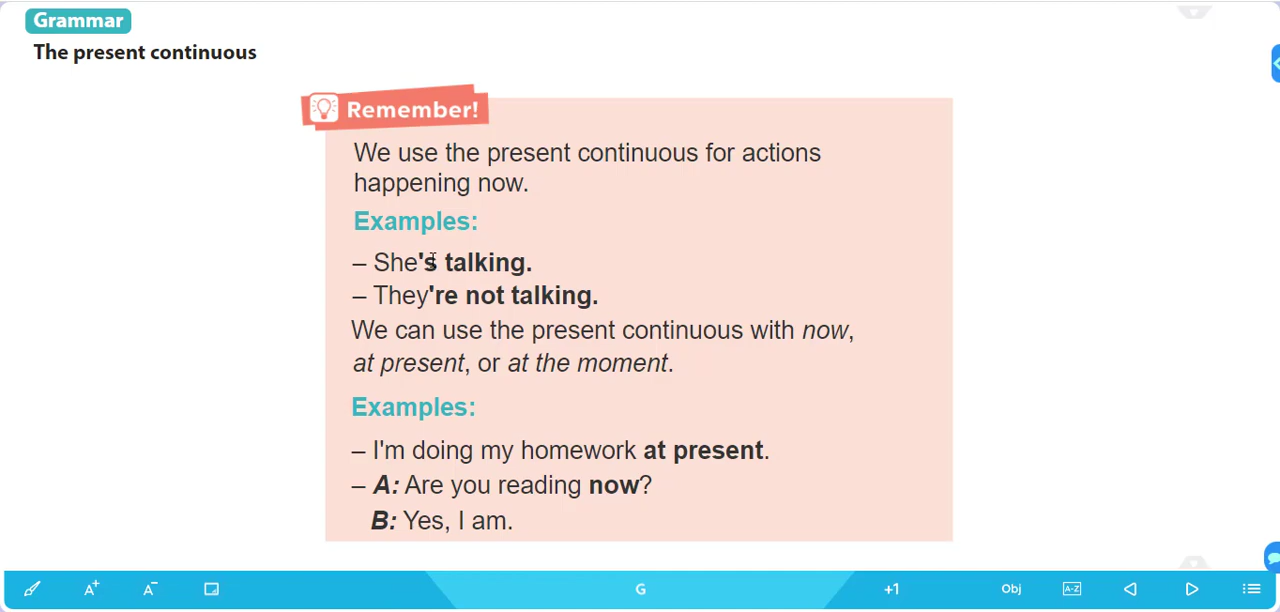 Grammar
The present continuous
Remember!
We use the present continuous for actions
happening now.
Examples:
– She's talking.
– They're not talking.
We can use the present continuous with now,
at present, or at the moment.
Examples:
– I'm doing my homework at present.
– A: Are you reading now?
B: Yes, I am.
A+ A- G +1 Obj A-Z